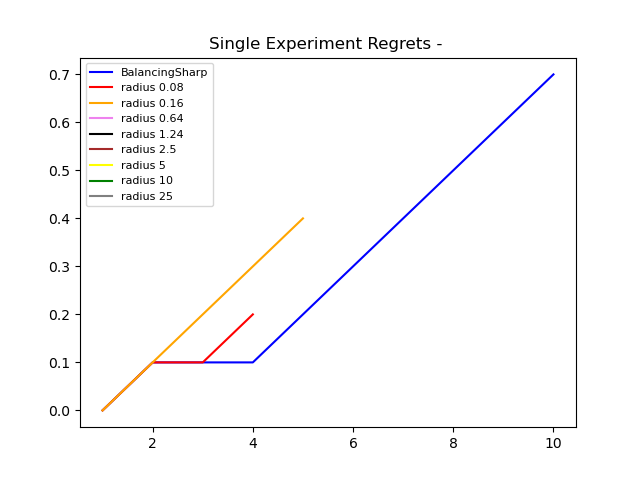 Single Experiment Regrets -
BalancingSharp
radius 0.08
radius 0.16
radius 0.64
radius 1.24
radius 2.5
radius 5
radius 10
radius 25
0.7
0.6
0.5
0.4
0.3
0.2
0.1
0.0
2 4 6 8 10